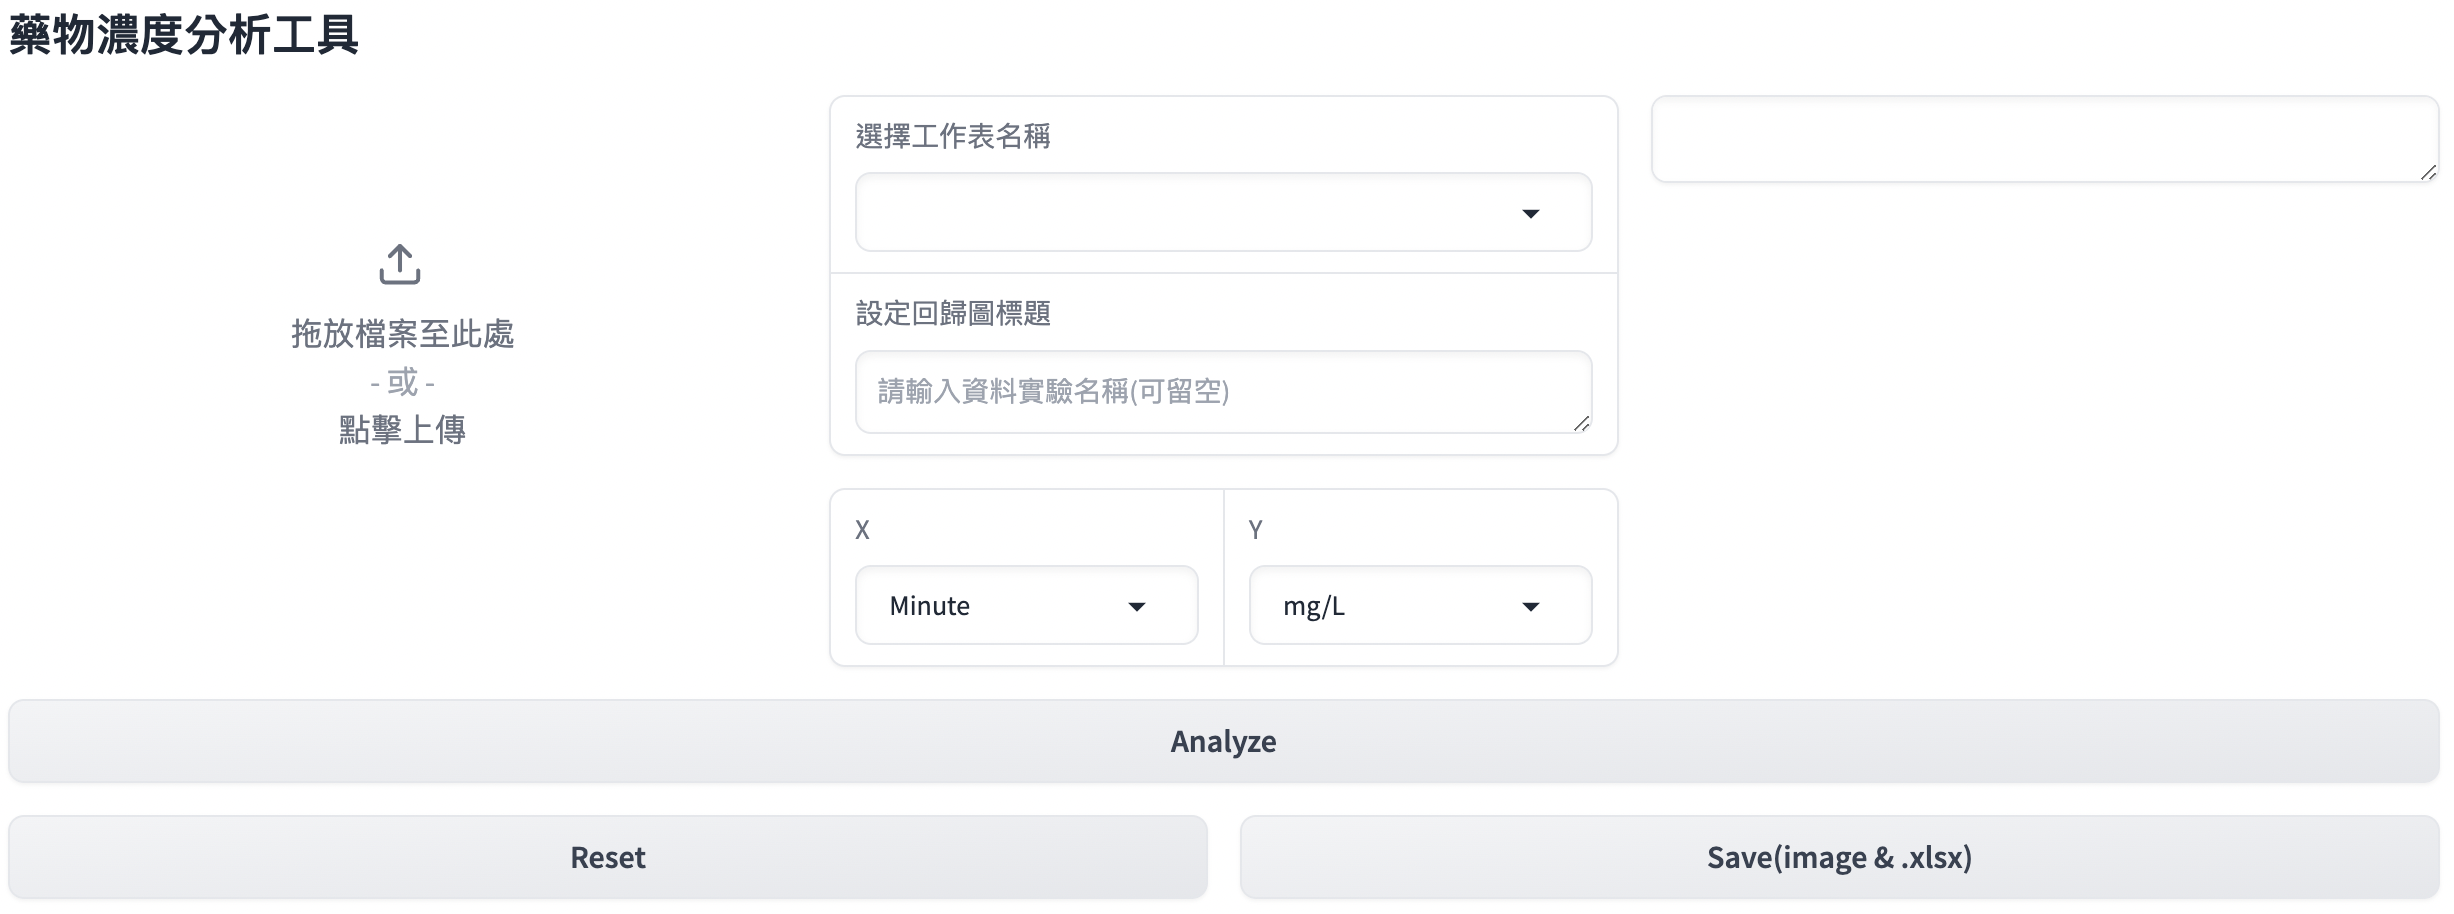 藥物濃度分析工具
拖放檔案至此處
- 或 -
點擊上傳
選擇工作表名稱
設定回歸圖標題
請輸入資料實驗名稱(可留空)
X
Minute
Y
mg/L
Analyze
Reset
Save(image & .xlsx)